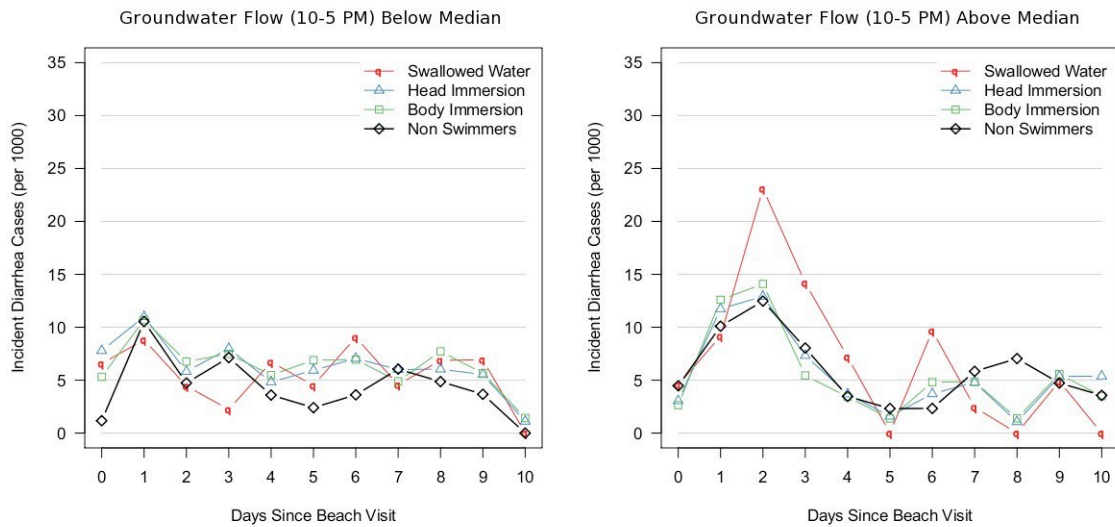 Groundwater Flow (10-5 PM) Below Median
35
30
25
20
15
10
5
0
Incident Diarrhea Cases (per 1000)
q Swallowed Water
Head Immersion
Body Immersion
Non Swimmers
0 1 2 3 4 5 6 7 8 9 10
Days Since Beach Visit
Groundwater Flow (10-5 PM) Above Median
35
30
25
20
15
10
5
0
Incident Diarrhea Cases (per 1000)
q Swallowed Water
Head Immersion
Body Immersion
Non Swimmers
0 1 2 3 4 5 6 7 8 9 10
Days Since Beach Visit